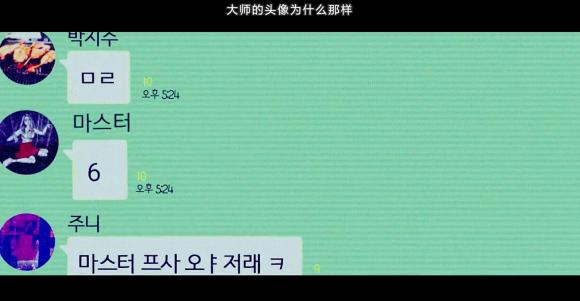 大师的头像为什么那样
박지수
ㅁㄹ
10
오후 5:24
마스터
6
10
오후 5:24
주니
마스터 프사 오ㅑ 저래 ㅋ
9